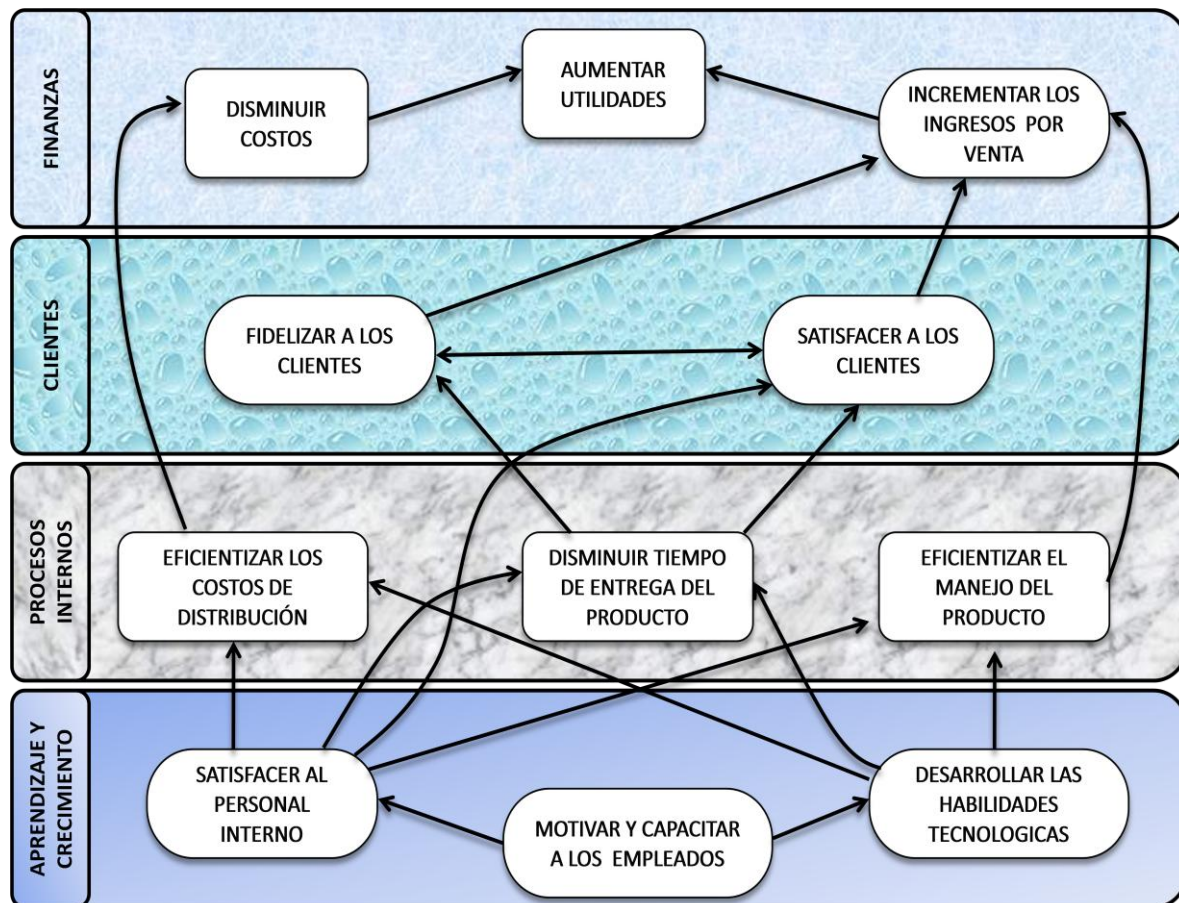 FINANZAS
DISMINUIR
COSTOS
AUMENTAR
UTILIDADES
INCREMENTAR LOS
INGRESOS POR
VENTA
CLIENTES
FIDELIZAR A LOS
CLIENTES
SATISFACER A LOS
CLIENTES
PROCESOS
INTERNOS
EFICIENTIZAR LOS
COSTOS DE
DISTRIBUCIÓN
DISMINUIR TIEMPO
DE ENTREGA DEL
PRODUCTO
EFICIENTIZAR EL
MANEJO DEL
PRODUCTO
APRENDIZAJE Y
CRECIMIENTO
SATISFACER AL
PERSONAL
INTERNO
MOTIVAR Y CAPACITAR
A LOS EMPLEADOS
DESARROLLAR LAS
HABILIDADES
TECNOLOGICAS